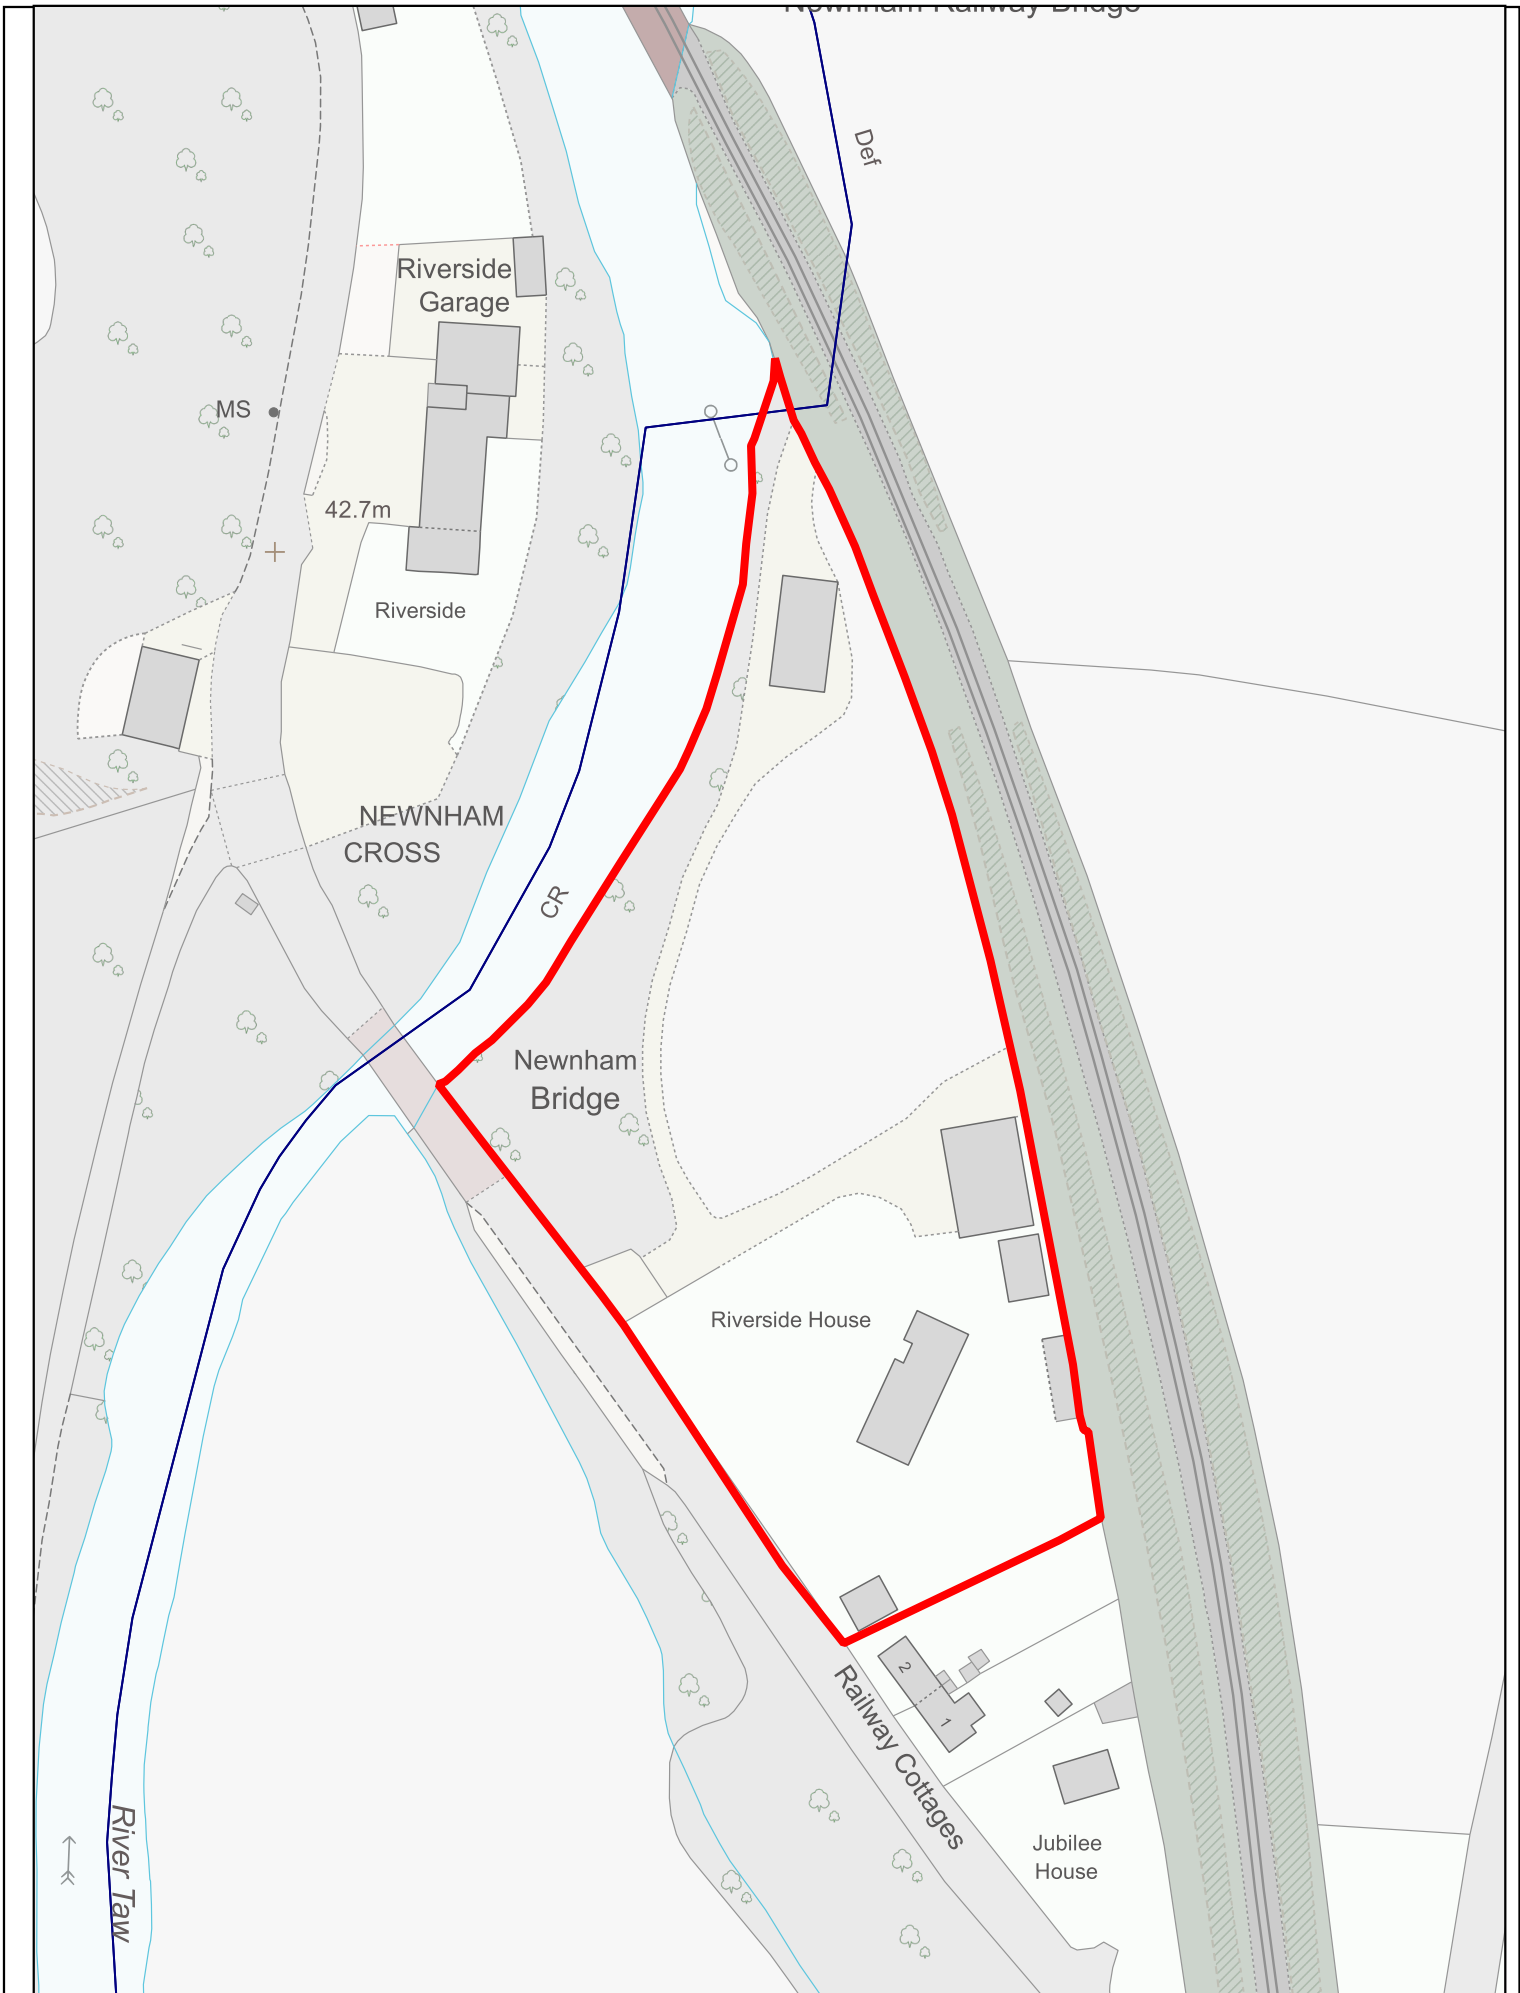 Newnham Railway Bridge
Def
Riverside
Garage
MS
42.7m
Riverside
NEWNHAM
CROSS
CR
Newnham
Bridge
Riverside House
2
1
Railway Cottages
Jubilee
House
River Taw